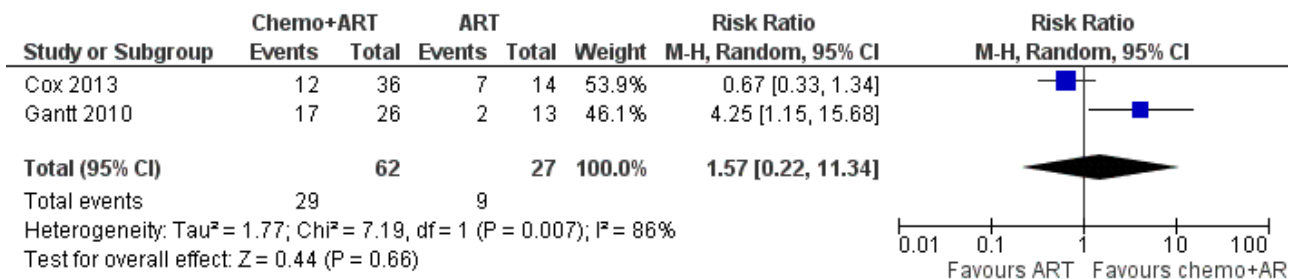 Chemo+ART ART Risk Ratio Risk Ratio
Study or Subgroup Events Total Events Total Weight M-H, Random, 95% CI M-H, Random, 95% CI
Cox 2013 12 36 7 14 53.9% 0.67 [0.33, 1.34]
Gantt 2010 17 26 2 13 46.1% 4.25 [1.15, 15.68]
Total (95% CI) 62 27 100.0% 1.57 [0.22, 11.34]
Total events 29 9
Heterogeneity: Tau² = 1.77; Chi² = 7.19, df = 1 (P = 0.007); I² = 86%
Test for overall effect: Z = 0.44 (P = 0.66)
0.01 0.1 1 10 100
Favours ART Favours chemo+AR